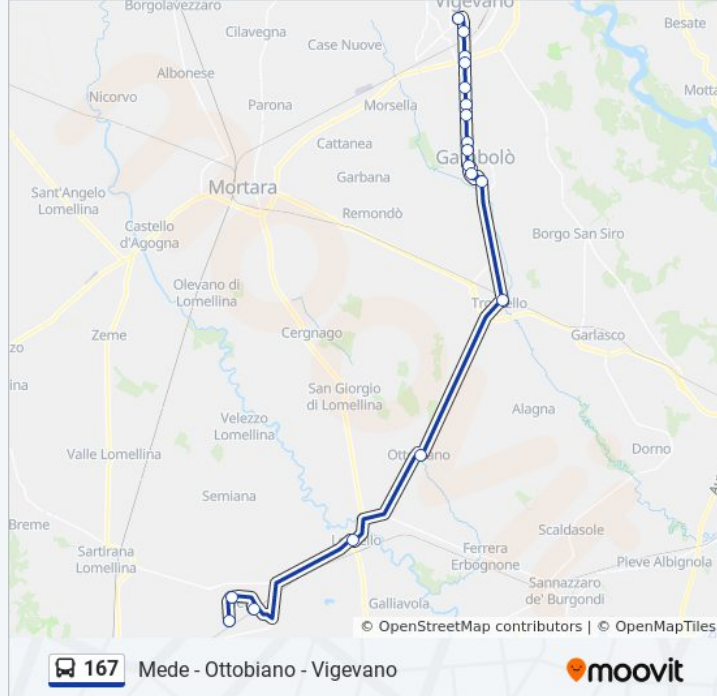 Vigevano
Borgolavezzaro
Besate
Cilavegna
Case Nuove
Albonese
Motta
Nicorvo
Parona
Morsella
Cattanea
Garbana
Mortara
Sant'Angelo
Lomellina
Remondò
Castello
d'Agogna
Borgo San Siro
Olevano di
Lomellina
Zeme
Cergnago
Garlasco
zo
ina
San Giorgio
di Lomellina
Alagna
Velezzo
Lomellina
Valle Lomellina
Dorno
Semiana
Breme
Scaldasole
Sartirana
Lomellina
Ferrera
Erbognone
Pieve Albignola
Sannazzaro
de' Burgondi
Galliavola
© OpenStreetMap contributors | © OpenMapTiles
167 Mede - Ottobiano - Vigevano
moovit